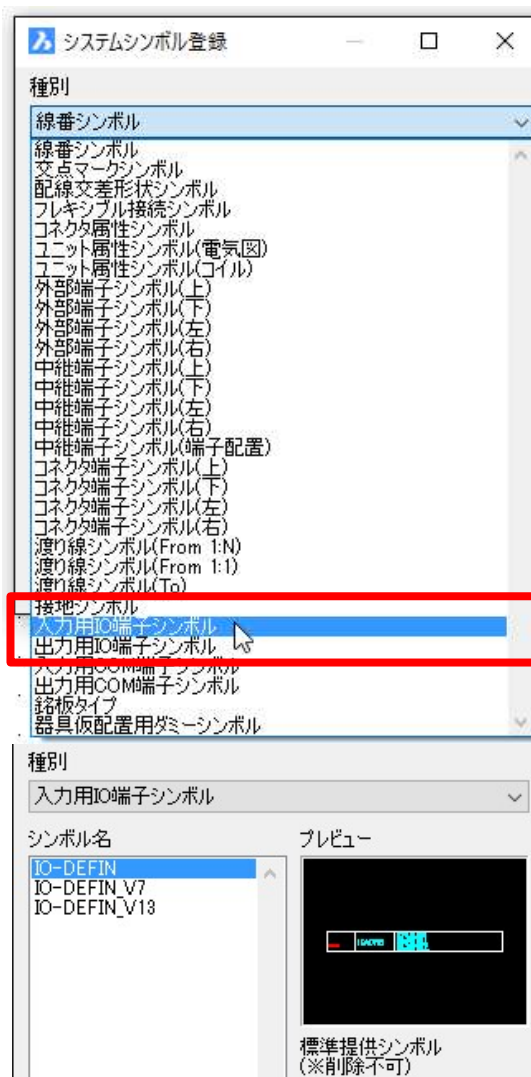 システムシンボル登録
種別
線番シンボル
線番シンボル
交点マークシンボル
配線交差形状シンボル
フレキシブル接続シンボル
コネクタ属性シンボル
ユニット属性シンボル(電気図)
ユニット属性シンボル(コイル)
外部端子シンボル(上)
外部端子シンボル(下)
外部端子シンボル(左)
外部端子シンボル(右)
中継端子シンボル(上)
中継端子シンボル(下)
中継端子シンボル(左)
中継端子シンボル(右)
中継端子シンボル(端子配置)
コネクタ端子シンボル(上)
コネクタ端子シンボル(下)
コネクタ端子シンボル(左)
コネクタ端子シンボル(右)
渡り線シンボル(From 1:N)
渡り線シンボル(From 1:1)
渡り線シンボル(To)
接地シンボル
入力用IO端子シンボル
出力用IO端子シンボル
入力用COM端子シンボル
出力用COM端子シンボル
銘板タイプ
器具仮配置用ダミーシンボル
種別
入力用IO端子シンボル
シンボル名
プレビュー
IO-DEFIN
IO-DEFIN_V7
IO-DEFIN_V13
標準提供シンボル
(※削除不可)